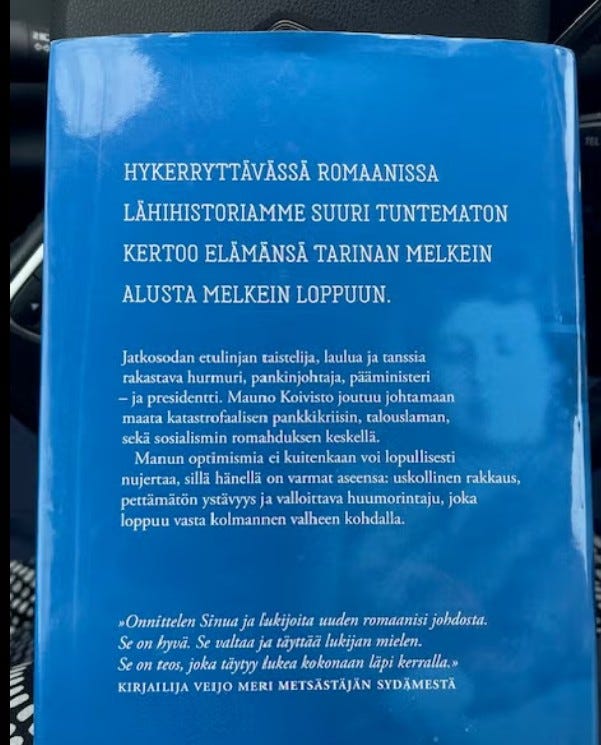 HYKERRYTTÄVÄSSÄ ROMAANISSA
LÄHIHISTORIAMME SUURI TUNTEMATON
KERTOO ELÄMÄNSÄ TARINAN MELKEIN
ALUSTA MELKEIN LOPPUUN.
Jatkosodan etulinjan taistelija, laulua ja tanssia
rakastava hurmuri, pankinjohtaja, pääministeri
– ja presidentti. Mauno Koivisto joutuu johtamaan
maata katastrofaalisen pankkikriisin, talouslaman,
sekä sosialismin romahduksen keskellä.
Manun optimismia ei kuitenkaan voi lopullisesti
nujertaa, sillä hänellä on varmat aseensa: uskollinen rakkaus,
pettämätön ystävyys ja valloittava huumorintaju, joka
loppuu vasta kolmannen valheen kohdalla.
»Onnittelen Sinua ja lukijoita uuden romaanisi johdosta.
Se on hyvä. Se valtaa ja täyttää lukijan mielen.
Se on teos, joka täytyy lukea kokonaan läpi kerralla.»
KIRJAILIJA VEIJO MERI METSÄSTÄJÄN SYDÄMESTÄ